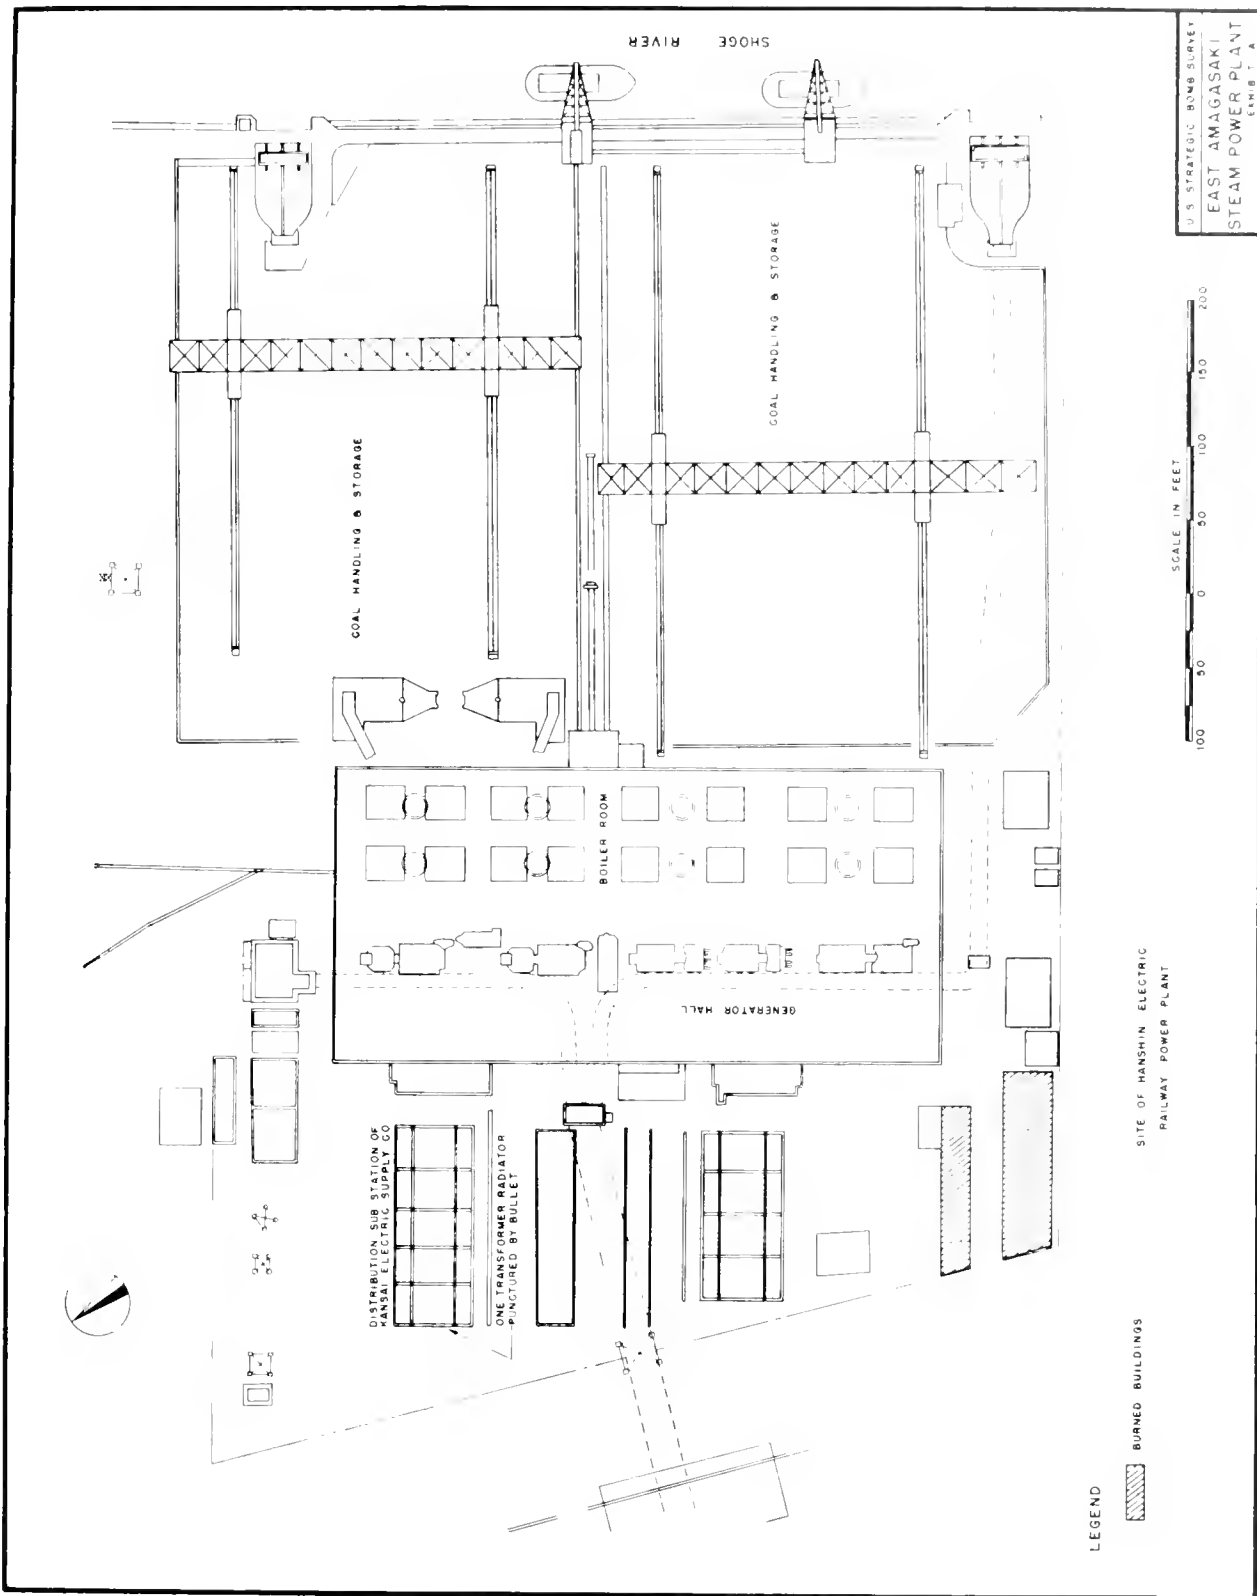 SHOGE RIVER
U S STRATEGIC BOMB SURVEY
EAST AMAGASAKI
STEAM POWER PLANT
EXHIBIT A
COAL HANDLING & STORAGE
COAL HANDLING & STORAGE
SCALE IN FEET
100 50 0 50 100 150 200
BOILER ROOM
GENERATOR HALL
DISTRIBUTION SUB STATION OF
KANSAI ELECTRIC SUPPLY CO
ONE TRANSFORMER RADIATOR
PUNCTURED BY BULLET
SITE OF HANSHIN ELECTRIC
RAILWAY POWER PLANT
LEGEND
BURNED BUILDINGS